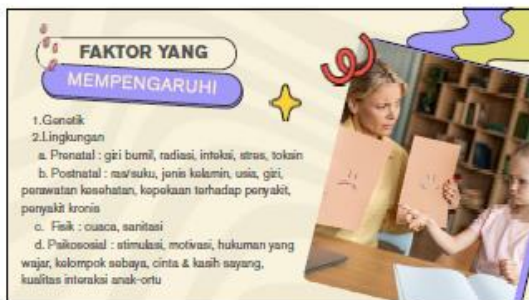 FAKTOR YANG
MEMPENGARUHI
1.Genetik
2.Lingkungan
a. Prenatal : gizi bumil, radiasi, infeksi, stres, toksin
b. Postnatal : ras/suku, jenis kelamin, usia, gizi,
perawatan kesehatan, kepekaan terhadap penyakit,
penyakit kronis
c. Fisik : cuaca, sanitasi
d. Psikososial : stimulasi, motivasi, hukuman yang
wajar, kelompok sebaya, cinta & kasih sayang,
kualitas interaksi anak-ortu